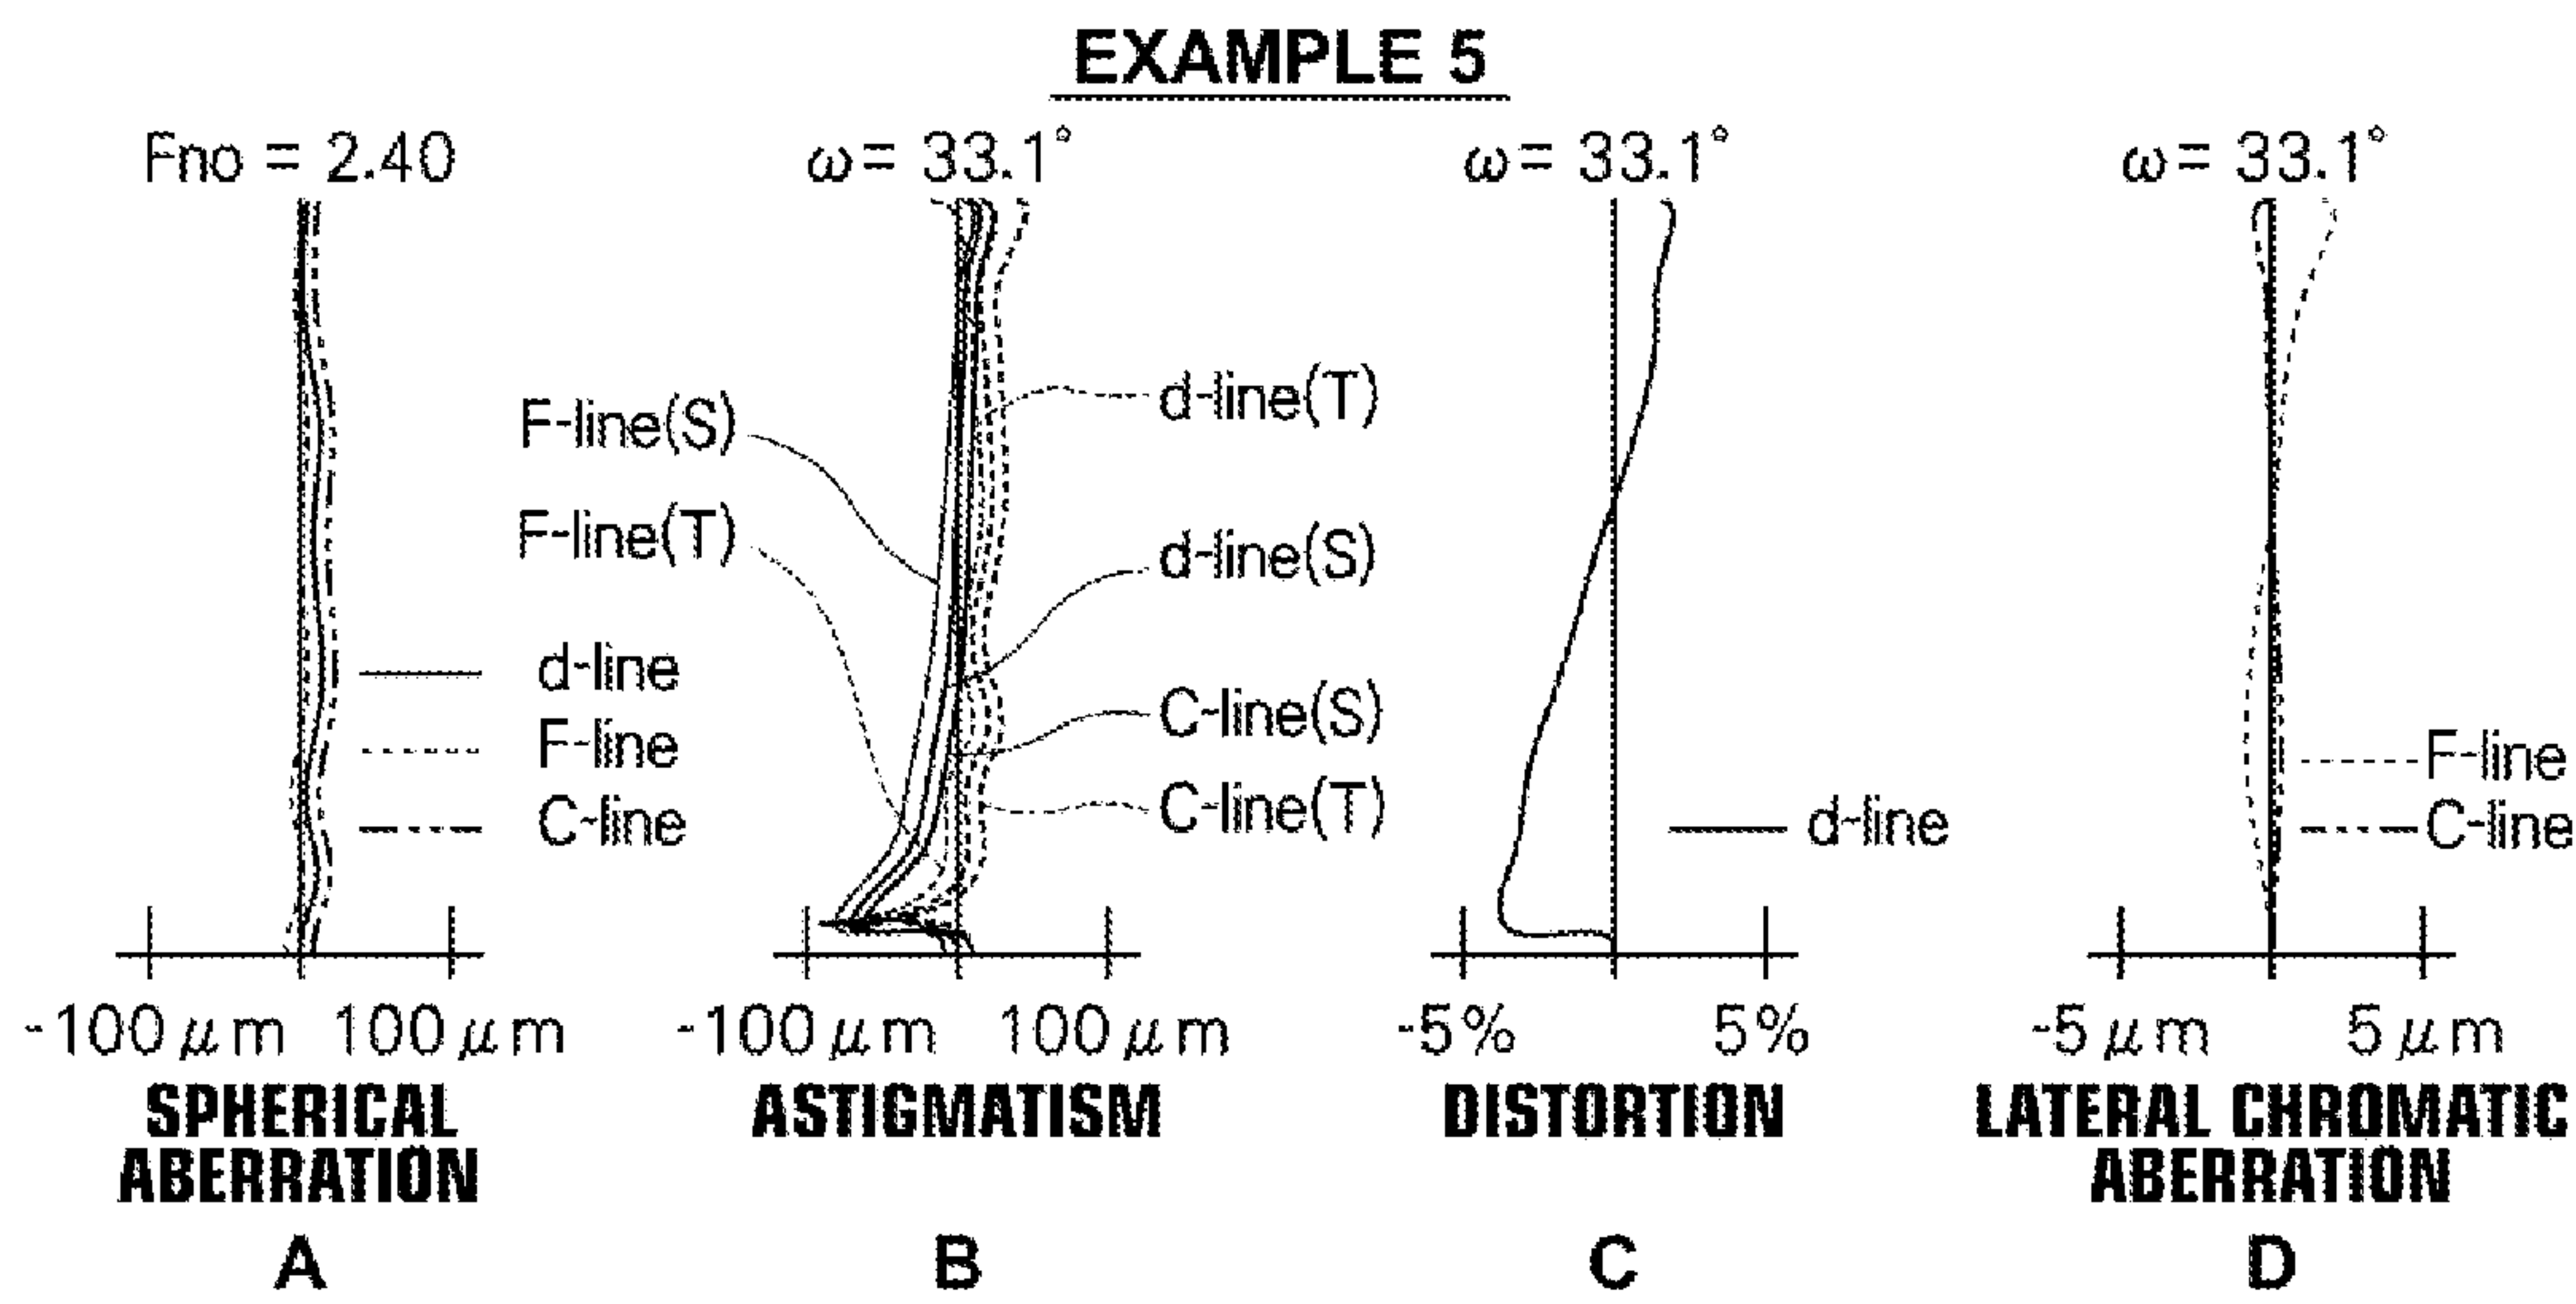 EXAMPLE 5
Fno = 2.40
ω = 33.1°
ω = 33.1°
ω = 33.1°
F-line(S)
F-line(T)
d-line(T)
d-line(S)
C-line(S)
C-line(T)
d-line
F-line
C-line
d-line
F-line
C-line
-100 μm 100 μm
-100 μm 100 μm
-5% 5%
-5 μm 5 μm
SPHERICAL
ABERRATION
ASTIGMATISM
DISTORTION
LATERAL CHROMATIC
ABERRATION
A
B
C
D